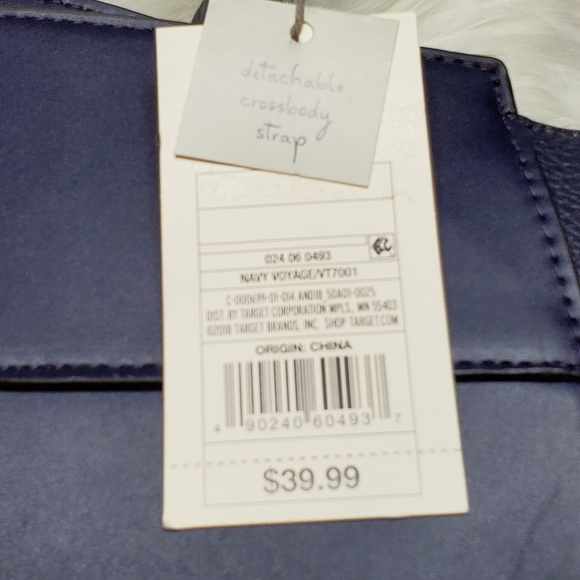 detachable
crossbody
strap
024 06 0493
NAVY VOYAGE/VT7001
DIST. BY TARGET CORPORATION MPLS., MN 55403
©2018 TARGET BRANDS, INC. SHOP TARGET.COM
ORIGIN: CHINA
4 90240 60493 7
$39.99